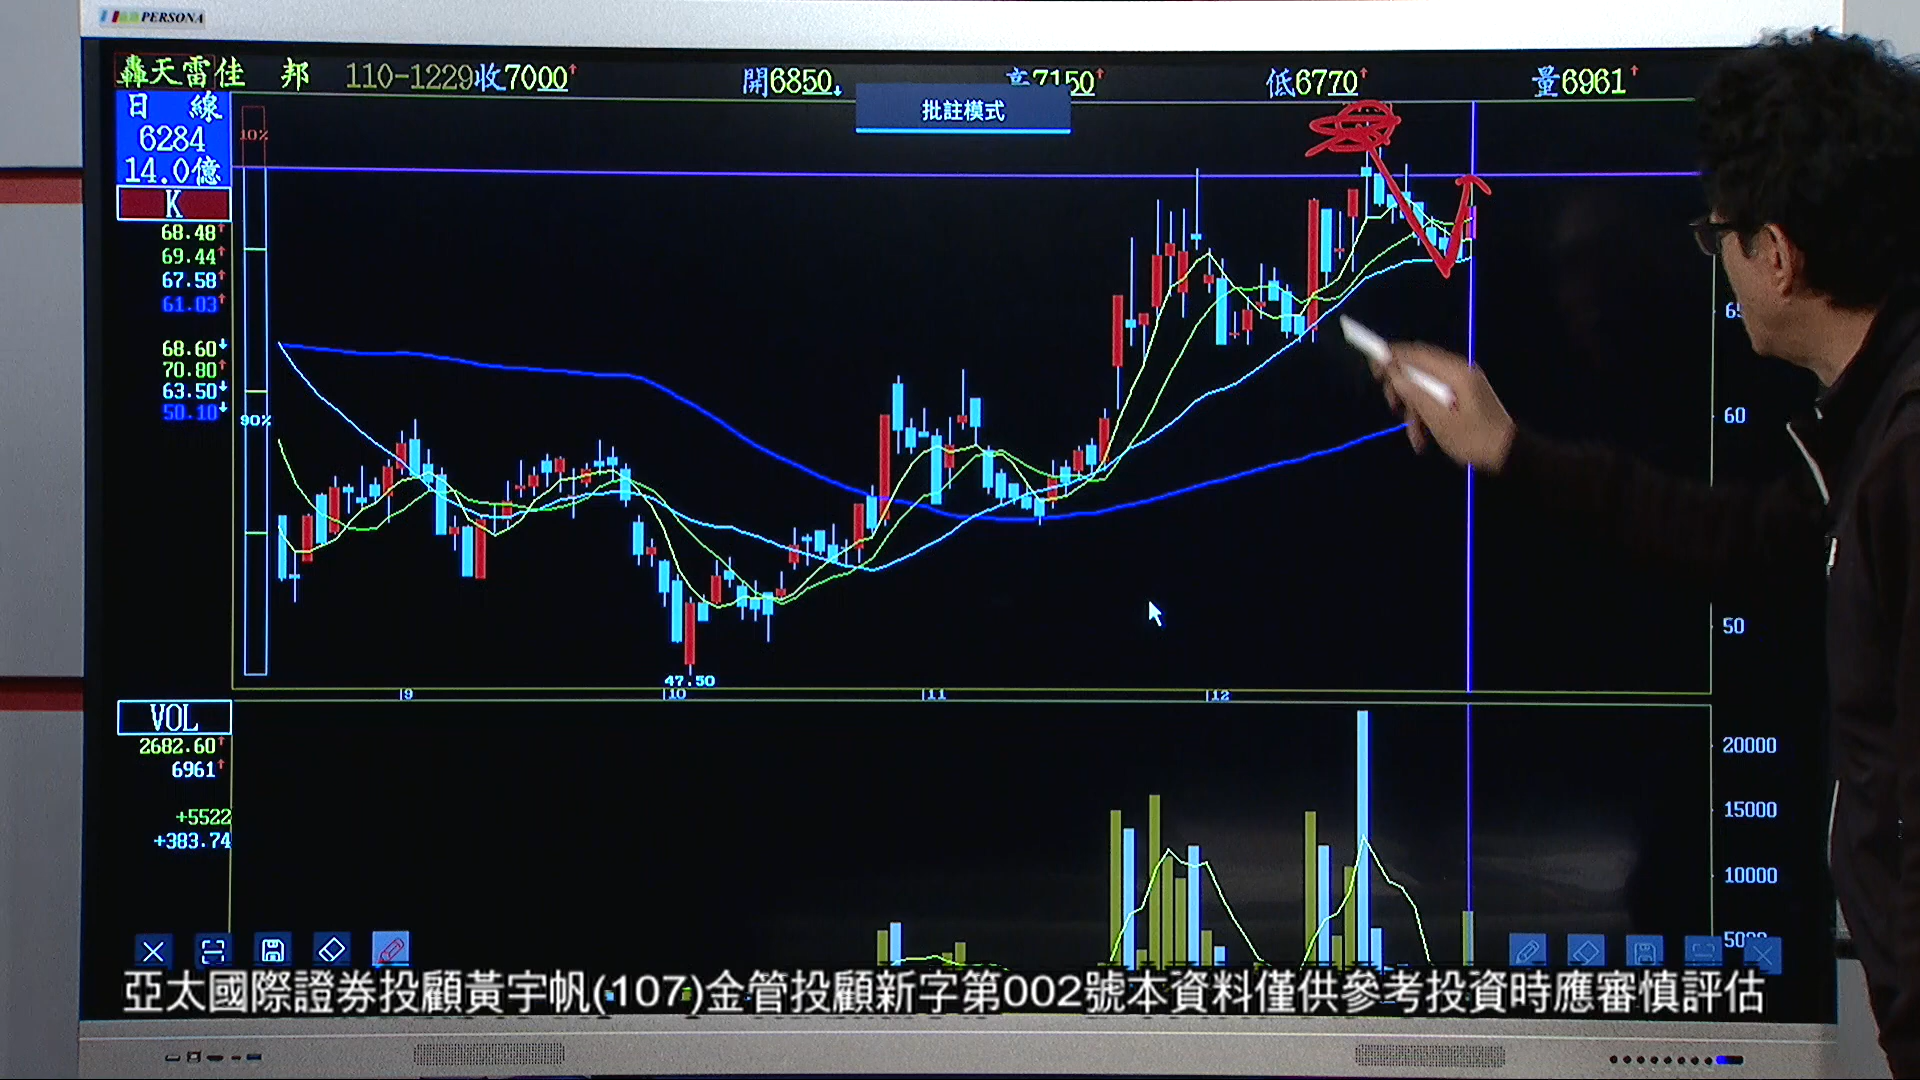 PERSONA
轟天雷佳 邦 110-1229收7000↑ 開6850↓ 高7150↑ 低6770↑ 量6961↑
批註模式
日 線
6284
14.0億
K
10%
68.48↑
69.44↑
67.58↑
61.03↑
68.60↓
70.80↑
63.50↓
50.10↓
90%
60
50
47.50
9 10 11 12
VOL
2682.60↑
6961↑
+5522
+383.74
20000
15000
10000
亞太國際證券投顧黃宇帆(107)金管投顧新字第002號本資料僅供參考投資時應審慎評估